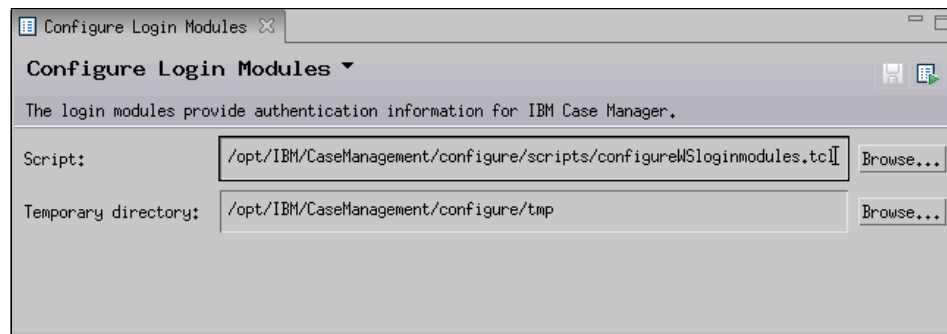 Configure Login Modules
Configure Login Modules
The login modules provide authentication information for IBM Case Manager.
Script: /opt/IBM/CaseManagement/configure/scripts/configureWSloginmodules.tcl Browse...
Temporary directory: /opt/IBM/CaseManagement/configure/tmp Browse...